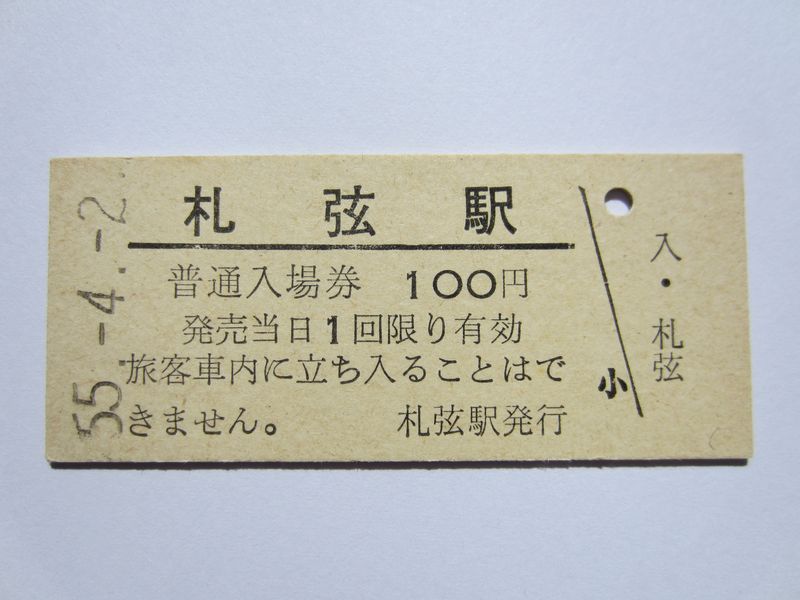 札弦駅
普通入場券 100円
発売当日1回限り有効
旅客車内に立ち入ることはで
きません。 札弦駅発行
55.-4.-2.
小
入・札弦